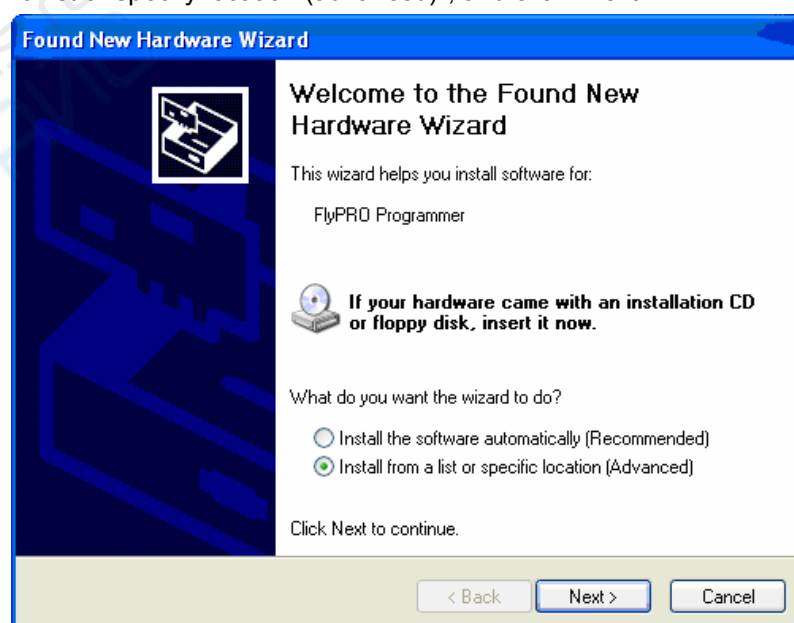 Found New Hardware Wizard
Welcome to the Found New
Hardware Wizard
This wizard helps you install software for:
FlyPRO Programmer
If your hardware came with an installation CD
or floppy disk, insert it now.
What do you want the wizard to do?
Install the software automatically (Recommended)
Install from a list or specific location (Advanced)
Click Next to continue.
< Back Next > Cancel